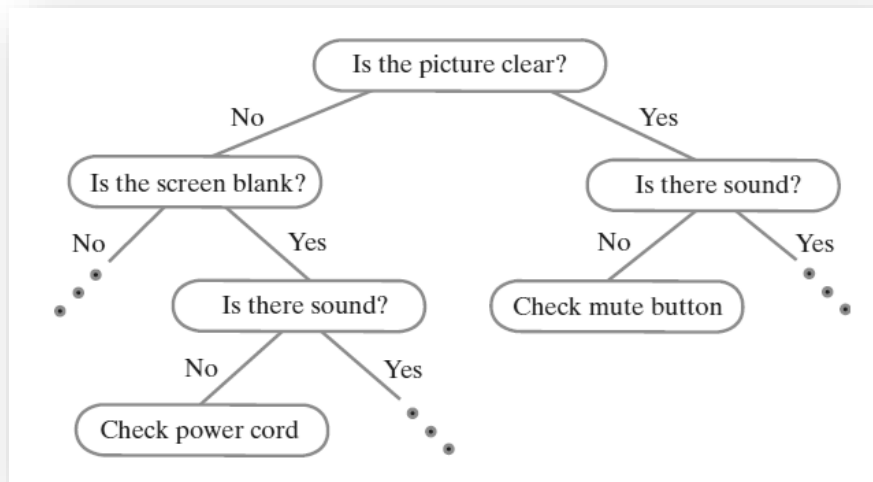 Is the picture clear?
No
Yes
Is the screen blank?
Is there sound?
No
Yes
No
Yes
Is there sound?
Check mute button
No
Yes
Check power cord